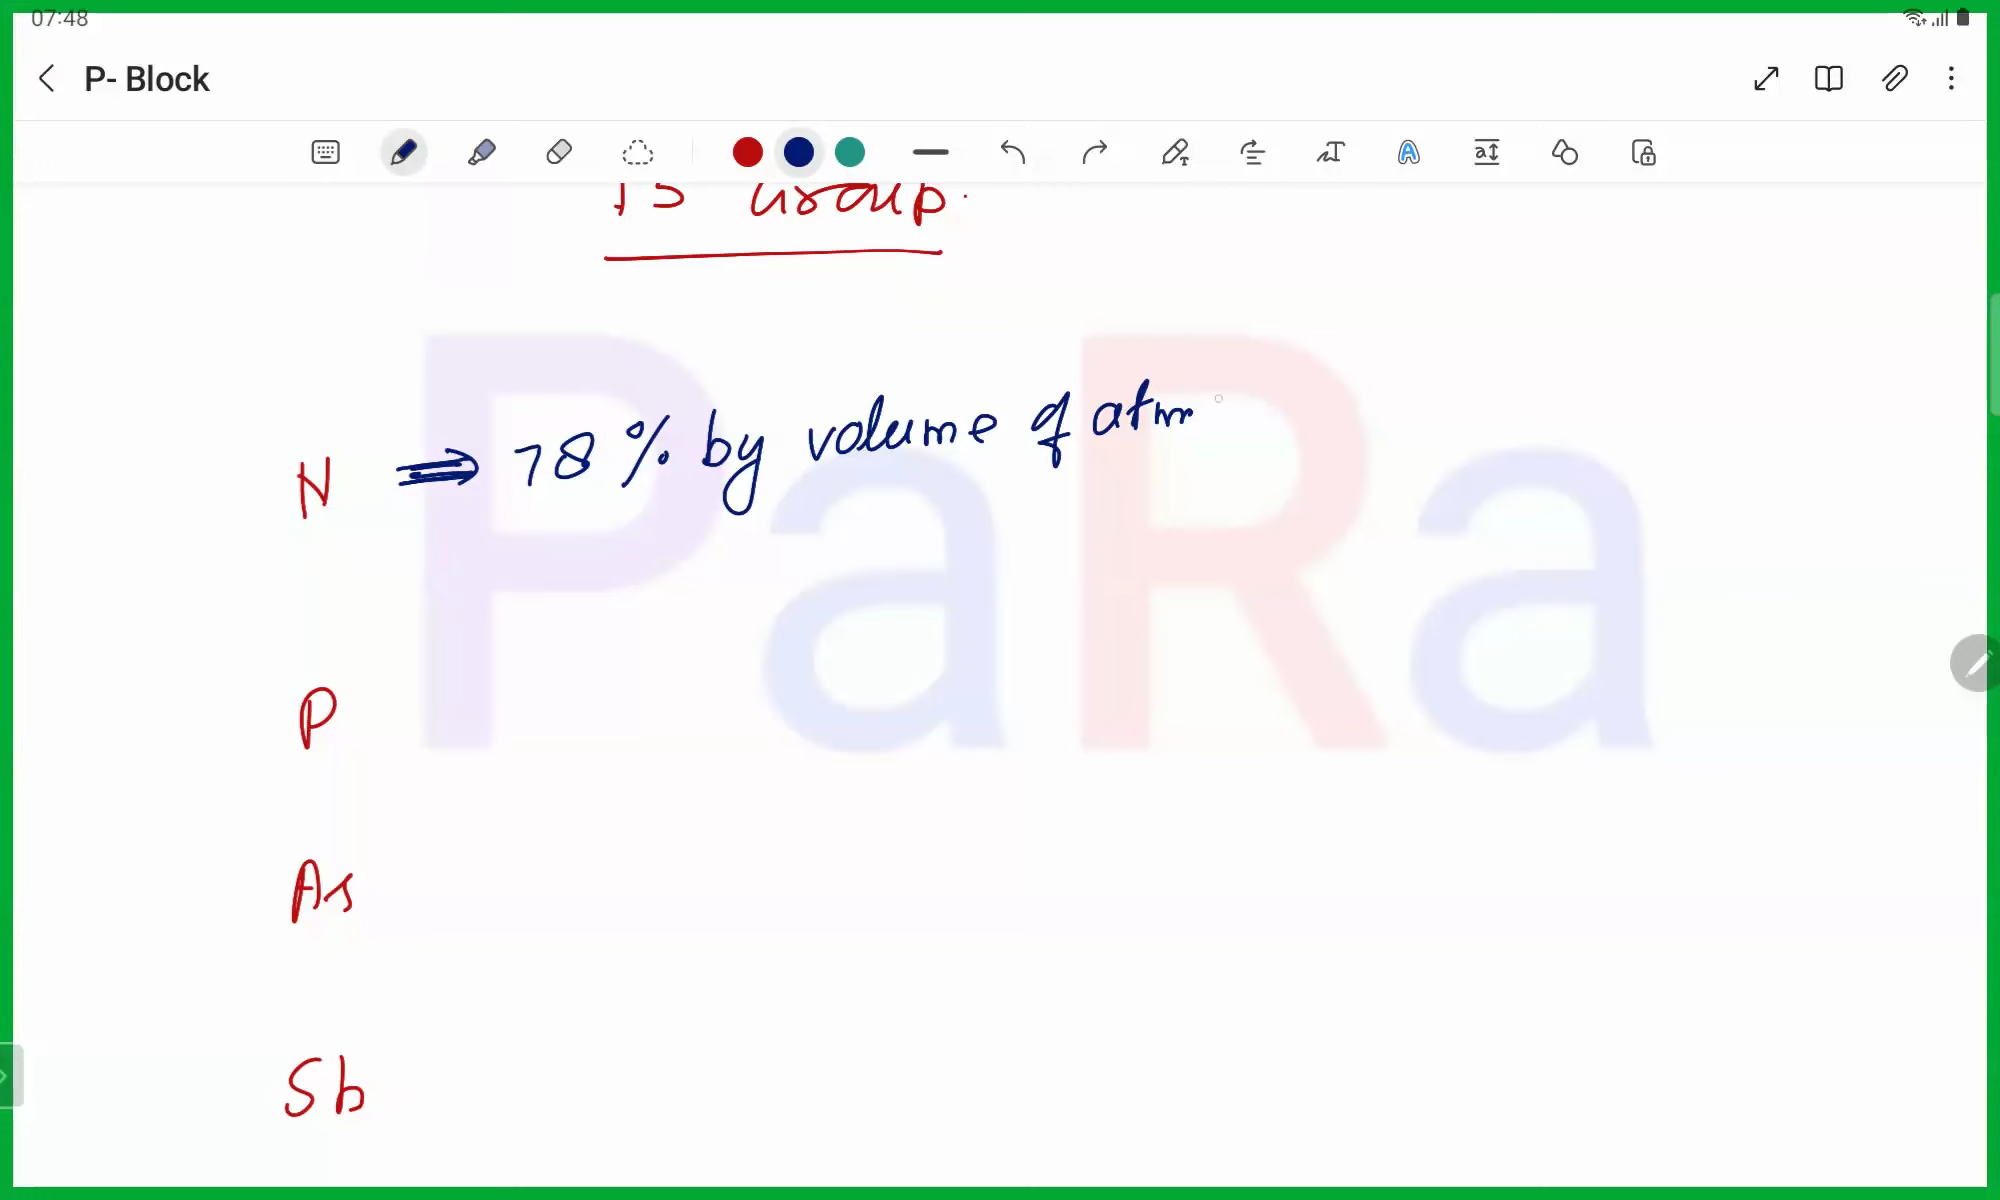 07:48
P- Block
15 Group.
N ⇒ 78 % by volume of atm
P
As
Sb
PaRa